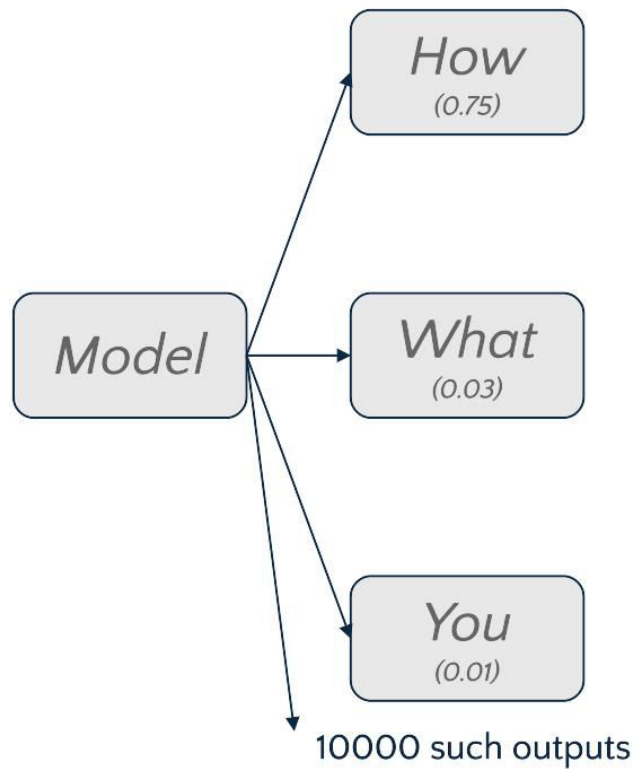 How
(0.75)
Model
What
(0.03)
You
(0.01)
10000 such outputs